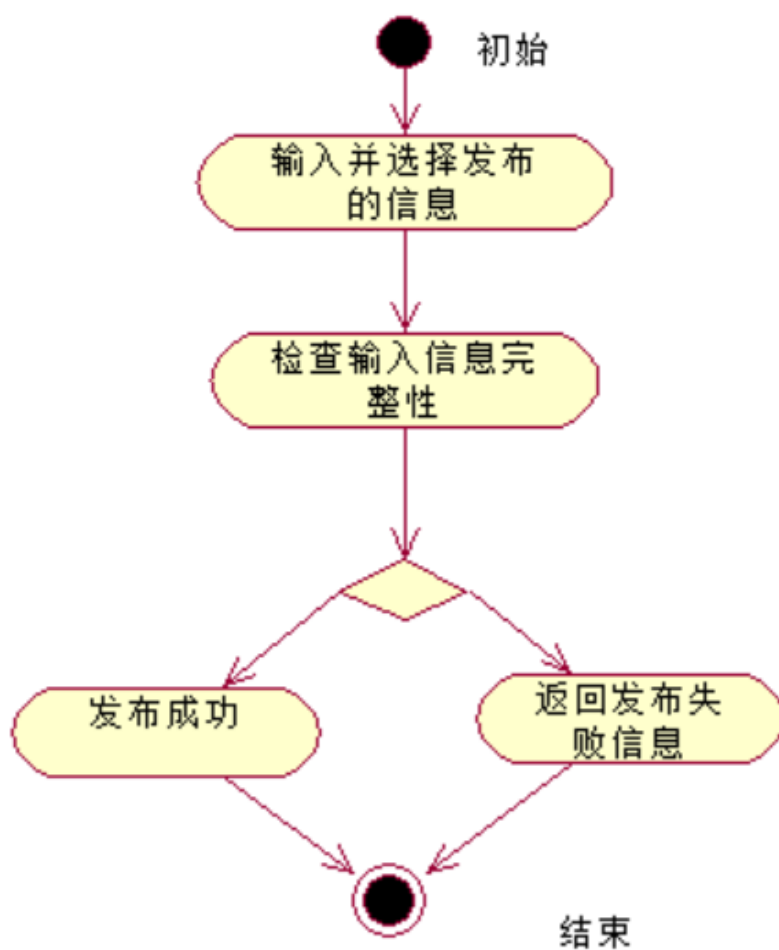 初始
输入并选择发布
的信息
检查输入信息完
整性
发布成功
返回发布失
败信息
结束